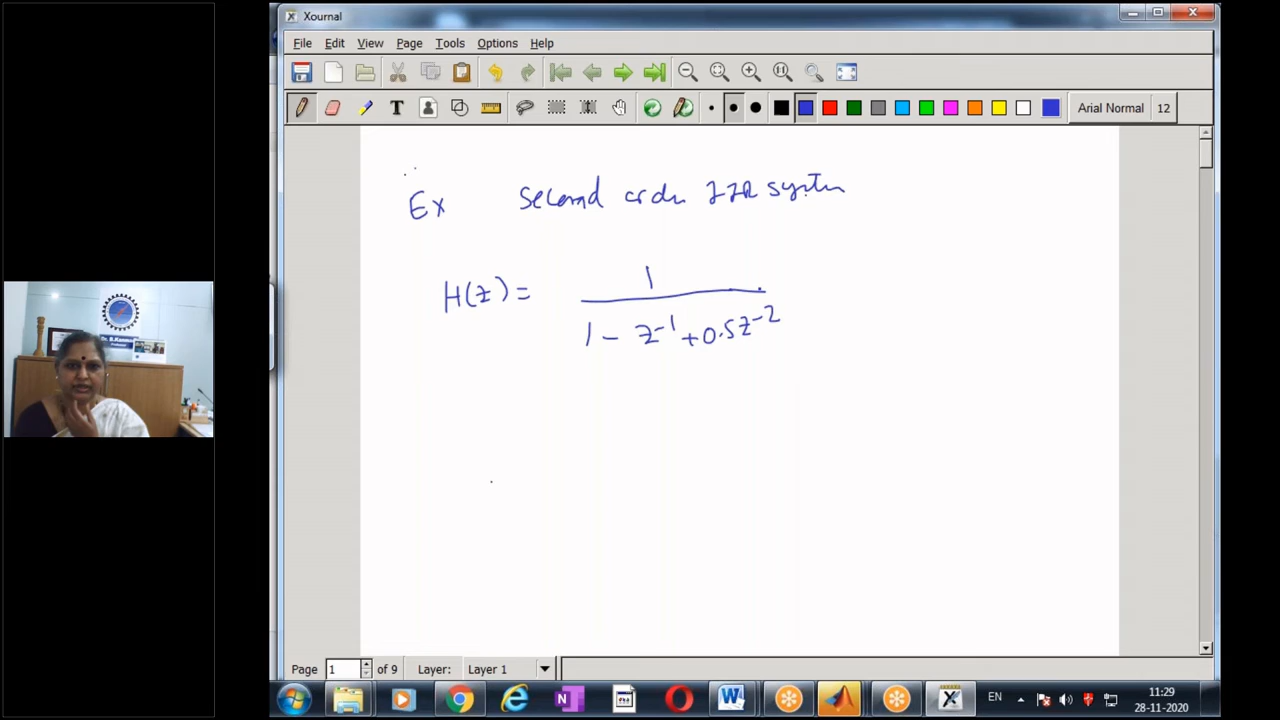 Xournal
File Edit View Page Tools Options Help
Arial Normal 12
Ex Second order IIR system
H(z) = 1 / 1 - z^-1 + 0.5z^-2
Page 1 of 9 Layer: Layer 1
EN 11:29
28-11-2020